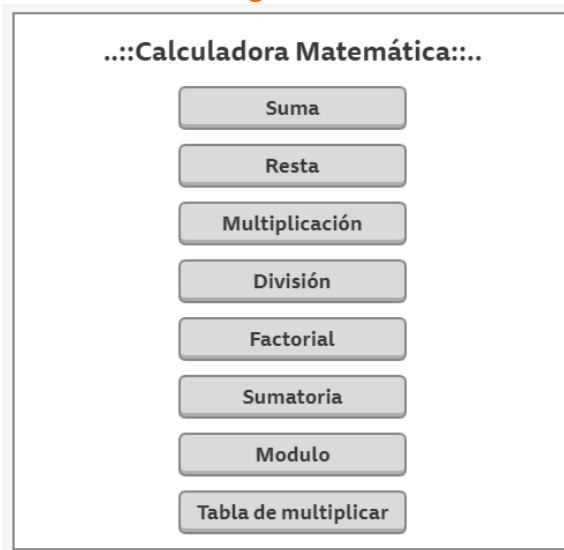 ..::Calculadora Matemática::..
Suma
Resta
Multiplicación
División
Factorial
Sumatoria
Modulo
Tabla de multiplicar